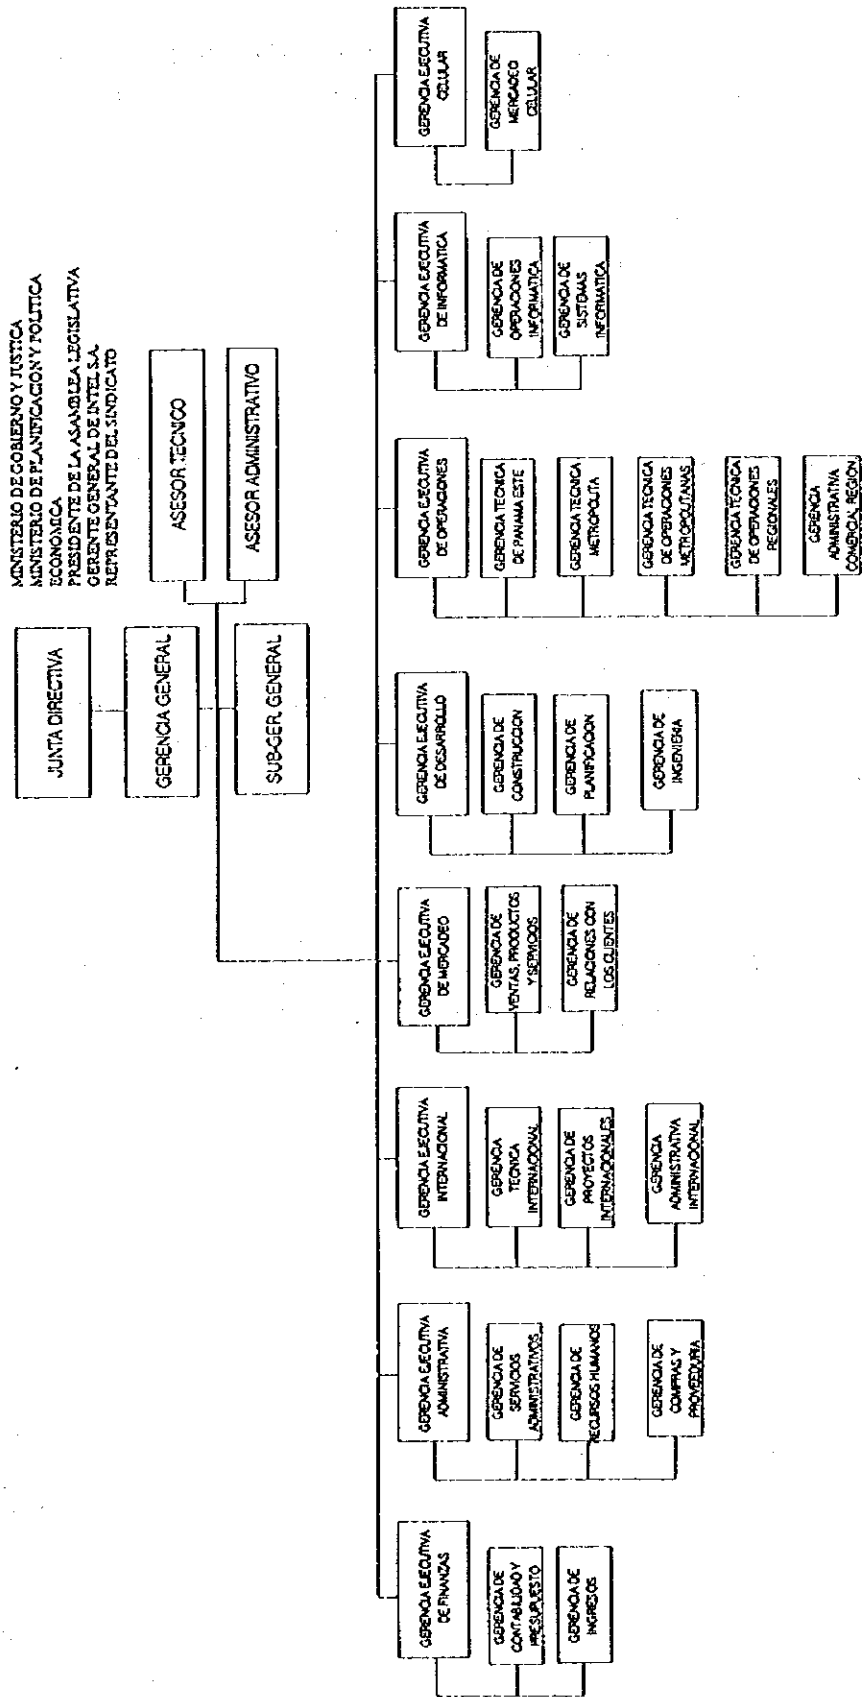 MINISTERIO DE GOBIERNO Y JUSTICA
MINISTERIO DE PLANIFICACION Y POLITICA
ECONOMICA
PRESIDENTE DE LA ASAMBLEA LEGISLATIVA
GERENTE GENERAL DE INTEL S.A.
REPRESENTANTE DEL SINDICATO
JUNTA DIRECTIVA
GERENCIA GENERAL
SUB-GER. GENERAL
ASESOR TECNICO
ASESOR ADMINISTRATIVO
GERENCIA EJECUTIVA
DE FINANZAS
GERENCIA DE
CONTABILIDAD Y
PRESUPUESTO
GERENCIA DE
INGRESOS
GERENCIA EJECUTIVA
ADMINISTRATIVA
GERENCIA DE
SERVICIOS
ADMINISTRATIVOS
GERENCIA DE
RECURSOS HUMANOS
GERENCIA DE
COMPRAS Y
PROVEEDURIA
GERENCIA EJECUTIVA
INTERNACIONAL
GERENCIA
TECNICA
INTERNACIONAL
GERENCIA DE
PROYECTOS
INTERNACIONALES
GERENCIA
ADMINISTRATIVA
INTERNACIONAL
GERENCIA EJECUTIVA
DE MERCADEO
GERENCIA DE
VENTAS, PRODUCTOS
Y SERVICIOS
GERENCIA DE
RELACIONES CON
LOS CLIENTES
GERENCIA EJECUTIVA
DE DESARROLLO
GERENCIA DE
CONSTRUCCION
GERENCIA DE
PLANIFICACION
GERENCIA DE
INGENIERIA
GERENCIA EJECUTIVA
DE OPERACIONES
GERENCIA TECNICA
DE PANAMA ESTE
GERENCIA TECNICA
METROPOLITA
GERENCIA TECNICA
DE OPERACIONES
METROPOLITANAS
GERENCIA TECNICA
DE OPERACIONES
REGIONALES
GERENCIA
ADMINISTRATIVA
COMERCIAL REGION
GERENCIA EJECUTIVA
DE INFORMATICA
GERENCIA DE
OPERACIONES
INFORMATICA
GERENCIA DE
SISTEMAS
INFORMATICA
GERENCIA EJECUTIVA
CELULAR
GERENCIA DE
MERCADEO
CELULAR